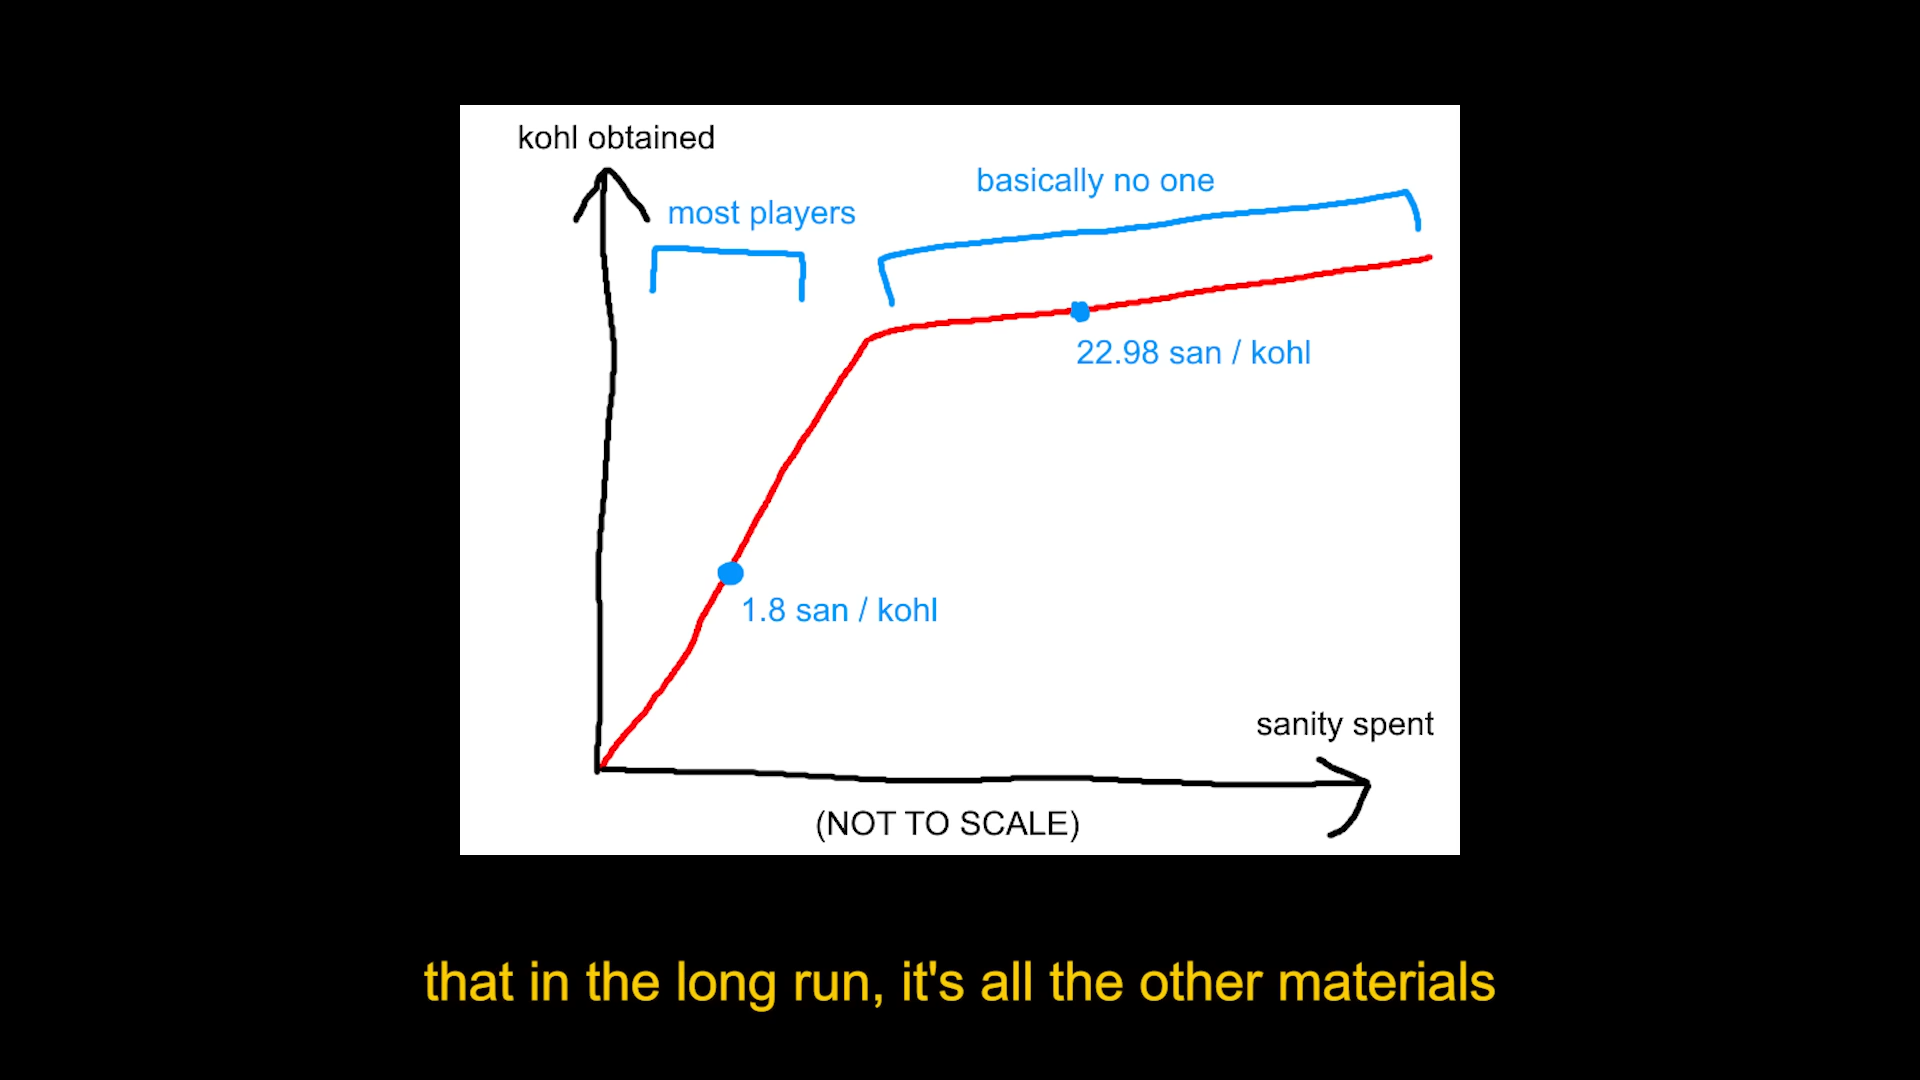 kohl obtained
basically no one
most players
22.98 san / kohl
1.8 san / kohl
sanity spent
(NOT TO SCALE)
that in the long run, it's all the other materials